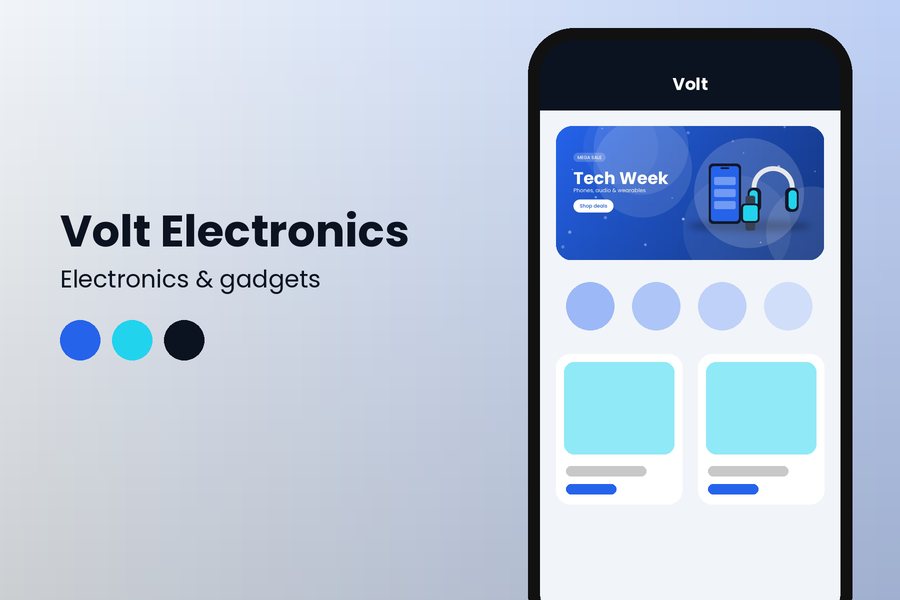 Volt Electronics
Electronics & gadgets
Volt
MEGA SALE
Tech Week
Phones, audio & wearables
Shop deals